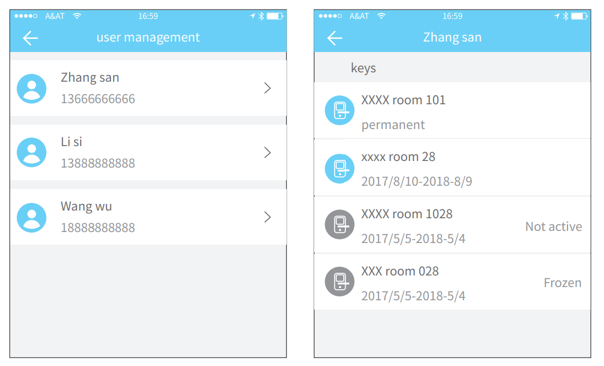 A&AT 16:59
user management
Zhang san
13666666666
Li si
13888888888
Wang wu
18888888888
A&AT 16:59
Zhang san
keys
XXXX room 101
permanent
xxxx room 28
2017/8/10-2018-8/9
XXXX room 1028
2017/5/5-2018-5/4 Not active
XXX room 028
2017/5/5-2018-5/4 Frozen